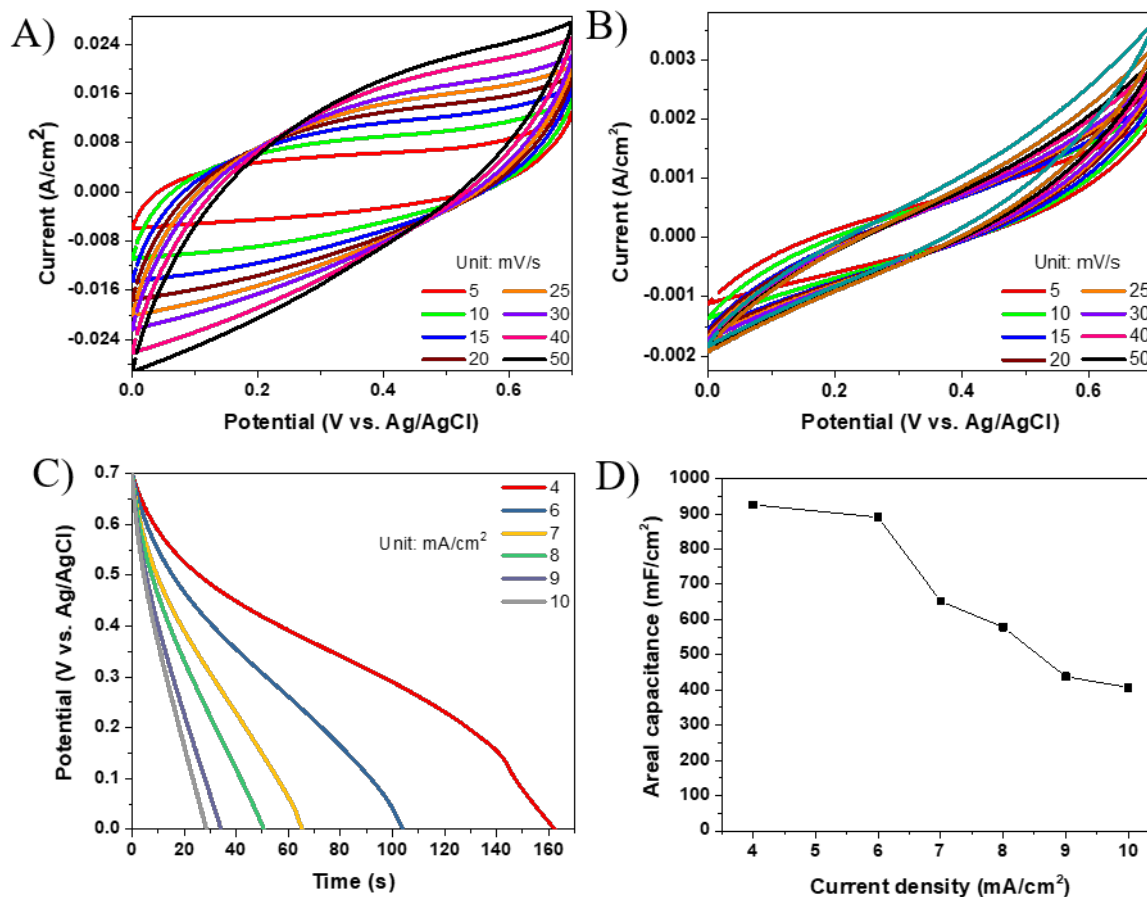 A)
0.024
0.016
0.008
0.000
-0.008
-0.016
-0.024
Current (A/cm²)
Unit: mV/s
5 25
10 30
15 40
20 50
0.0 0.2 0.4 0.6
Potential (V vs. Ag/AgCl)
B)
0.003
0.002
0.001
0.000
-0.001
-0.002
Current (A/cm²)
Unit: mV/s
5 25
10 30
15 40
20 50
0.0 0.2 0.4 0.6
Potential (V vs. Ag/AgCl)
C)
0.7
0.6
0.5
0.4
0.3
0.2
0.1
0.0
Potential (V vs. Ag/AgCl)
4
6
Unit: mA/cm²
7
8
9
10
0 20 40 60 80 100 120 140 160
Time (s)
D)
1000
900
800
700
600
500
400
300
200
100
0
Areal capacitance (mF/cm²)
4 5 6 7 8 9 10
Current density (mA/cm²)